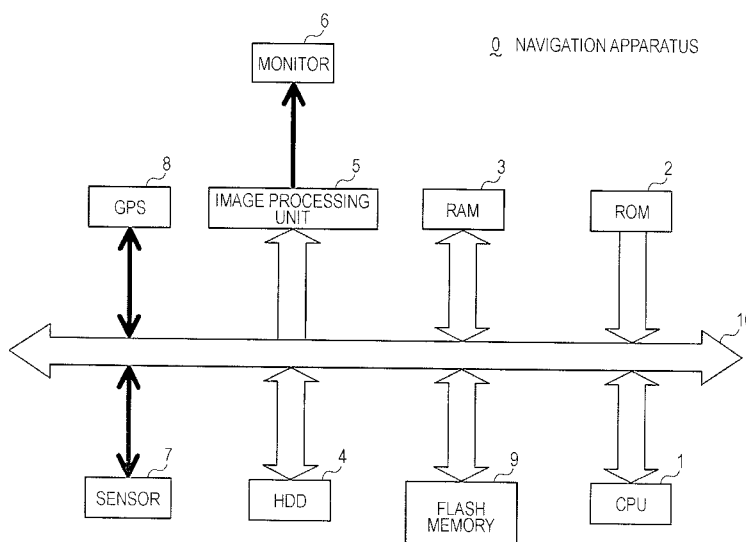 6
MONITOR
0 NAVIGATION APPARATUS
8
GPS
5
IMAGE PROCESSING
UNIT
3
RAM
2
ROM
10
7
SENSOR
4
HDD
9
FLASH
MEMORY
1
CPU